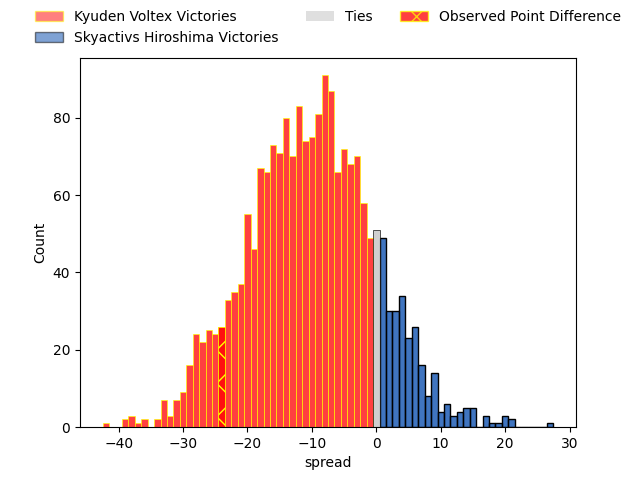 Kyuden Voltex Victories
Skyactivs Hiroshima Victories
Ties
Observed Point Difference
Count
80
60
40
20
0
−40
−30
−20
−10
0
10
20
30
spread